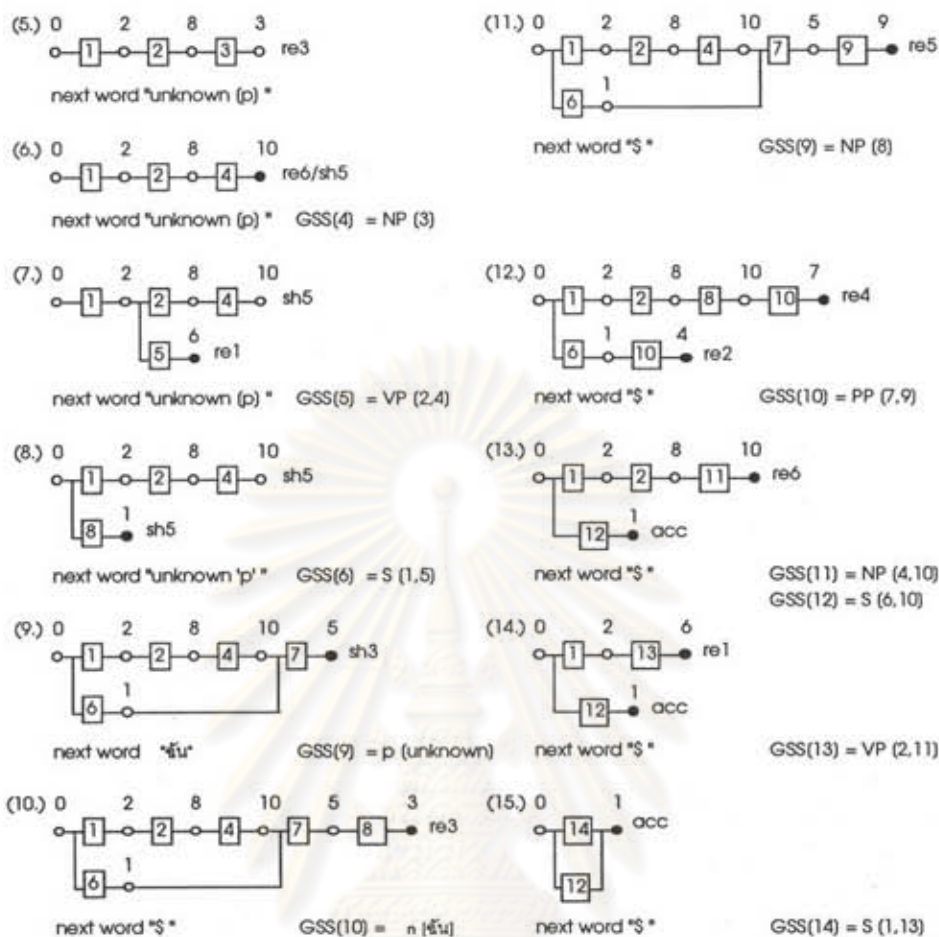 (5.) 0 2 8 3
1 2 3 re3
next word "unknown (p) "
(6.) 0 2 8 10
1 2 4 re6/sh5
next word "unknown (p) " GSS(4) = NP (3)
(7.) 0 2 8 10
1 2 4 sh5
6
5 re1
next word "unknown (p) " GSS(5) = VP (2,4)
(8.) 0 2 8 10
1 2 4 sh5
1
8 sh5
next word "unknown 'p' " GSS(6) = S (1,5)
(9.) 0 2 8 10 5
1 2 4 7 sh3
1
6
next word GSS(9) = p (unknown)
(10.) 0 2 8 10 5 3
1 2 4 7 8 re3
1
6
next word "$ " GSS(10) = n
(11.) 0 2 8 10 5 9
1 2 4 7 9 re5
1
6
next word "$ " GSS(9) = NP (8)
(12.) 0 2 8 10 7
1 2 8 10 re4
1 4
6 10 re2
next word "$ " GSS(10) = PP (7,9)
(13.) 0 2 8 10
1 2 11 re6
1
12 acc
next word "$ " GSS(11) = NP (4,10)
GSS(12) = S (6,10)
(14.) 0 2 6
1 13 re1
1
12 acc
next word "$ " GSS(13) = VP (2,11)
(15.) 0 1
14 acc
12
next word "$ " GSS(14) = S (1,13)